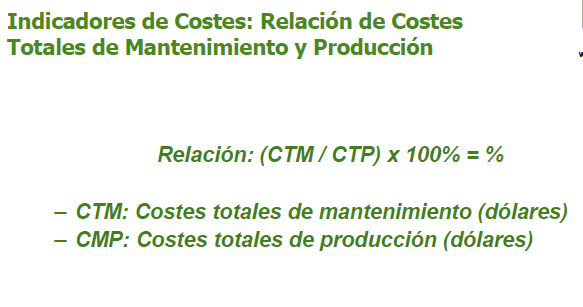 Indicadores de Costes: Relación de Costes
Totales de Mantenimiento y Producción
Relación: (CTM / CTP) x 100% = %
– CTM: Costes totales de mantenimiento (dólares)
– CMP: Costes totales de producción (dólares)